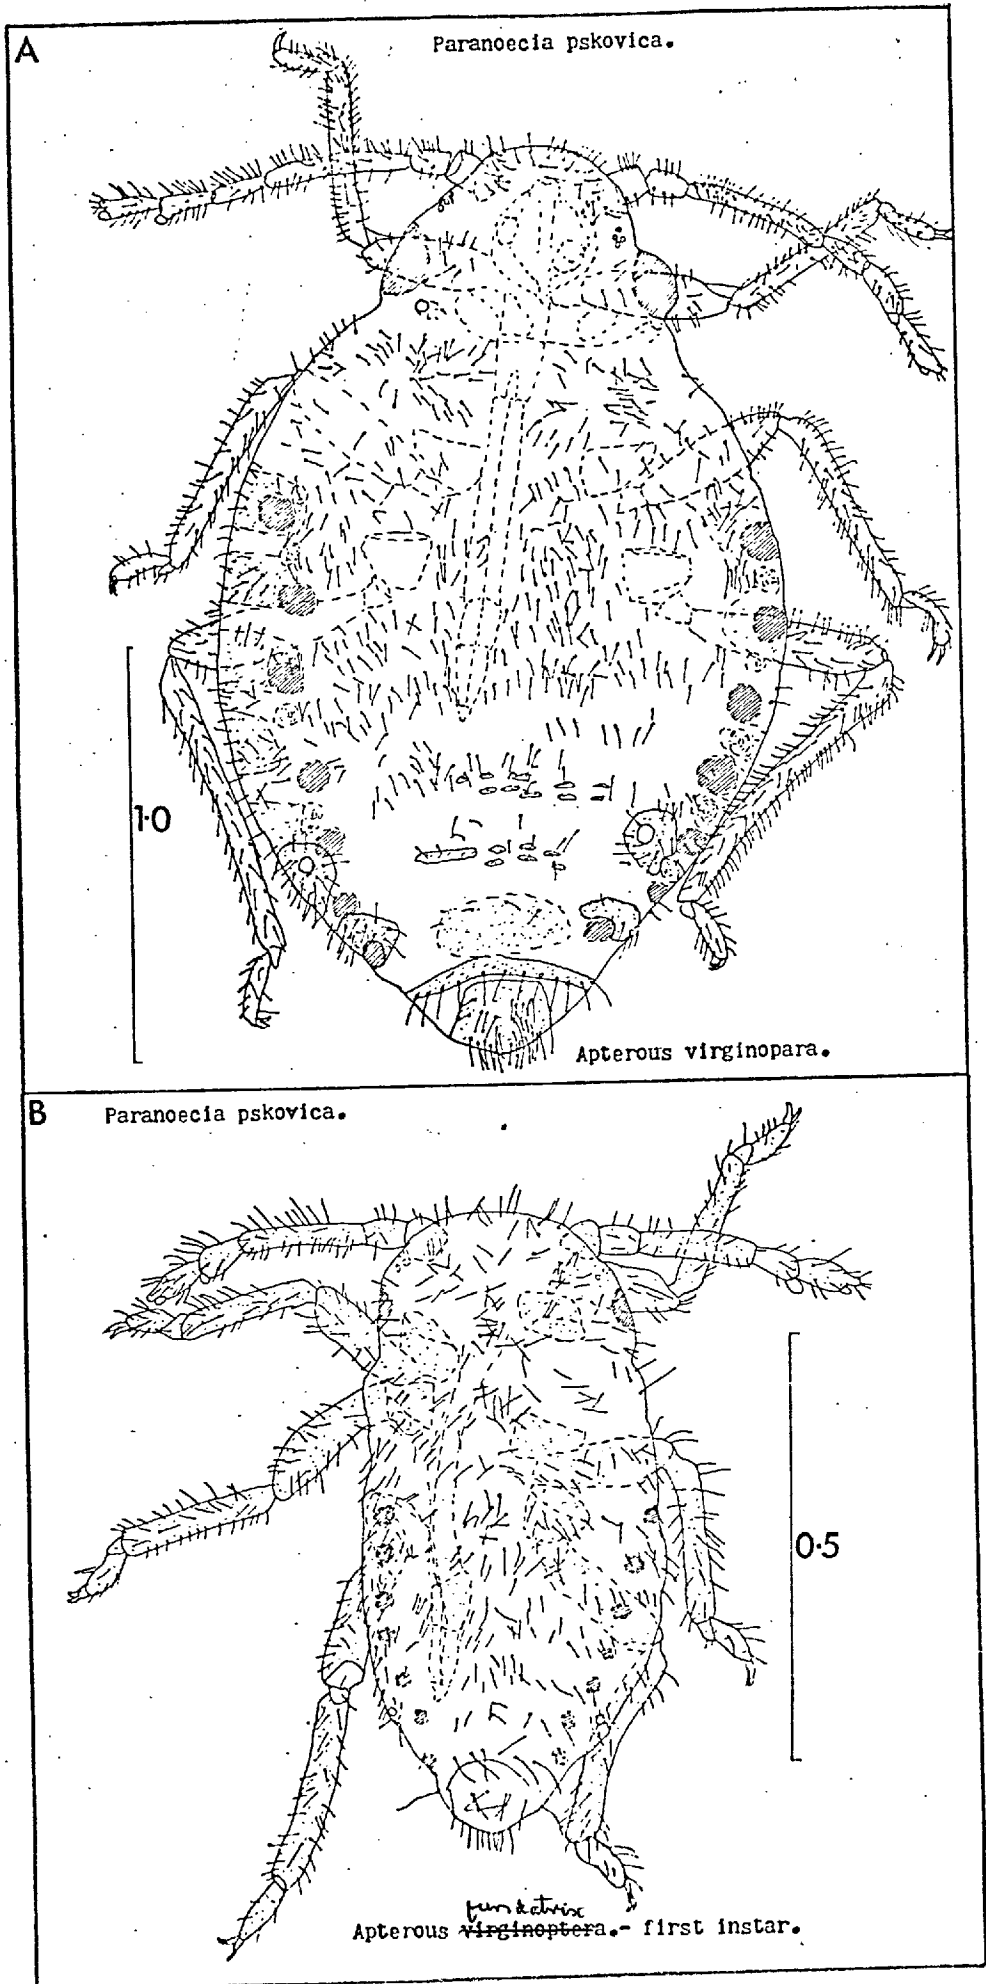 A
Paranoecia pskovica.
1·0
Apterous virginopara.
B
Paranoecia pskovica.
0·5
fundatrix
Apterous virginoptera.- first instar.